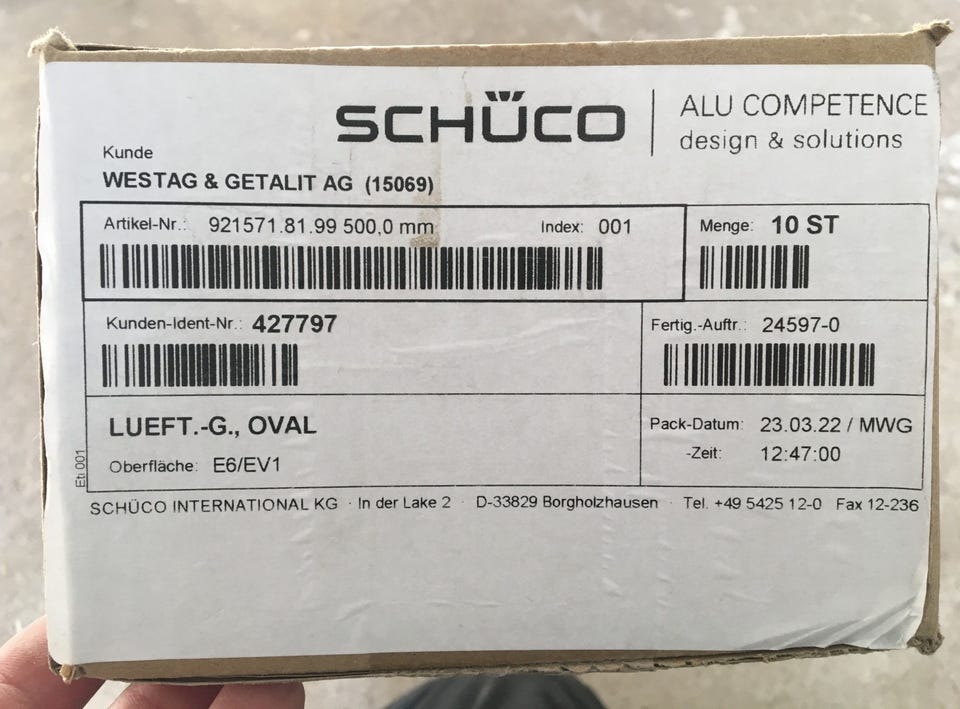 SCHÜCO
ALU COMPETENCE
design & solutions
Kunde
WESTAG & GETALIT AG (15069)
Artikel-Nr.: 921571.81.99 500,0 mm Index: 001
Menge: 10 ST
Kunden-Ident-Nr.: 427797
Fertig.-Auftr.: 24597-0
LUEFT.-G., OVAL
Oberfläche: E6/EV1
Pack-Datum: 23.03.22 / MWG
-Zeit: 12:47:00
Eti 001
SCHÜCO INTERNATIONAL KG · In der Lake 2 · D-33829 Borgholzhausen · Tel. +49 5425 12-0 Fax 12-236